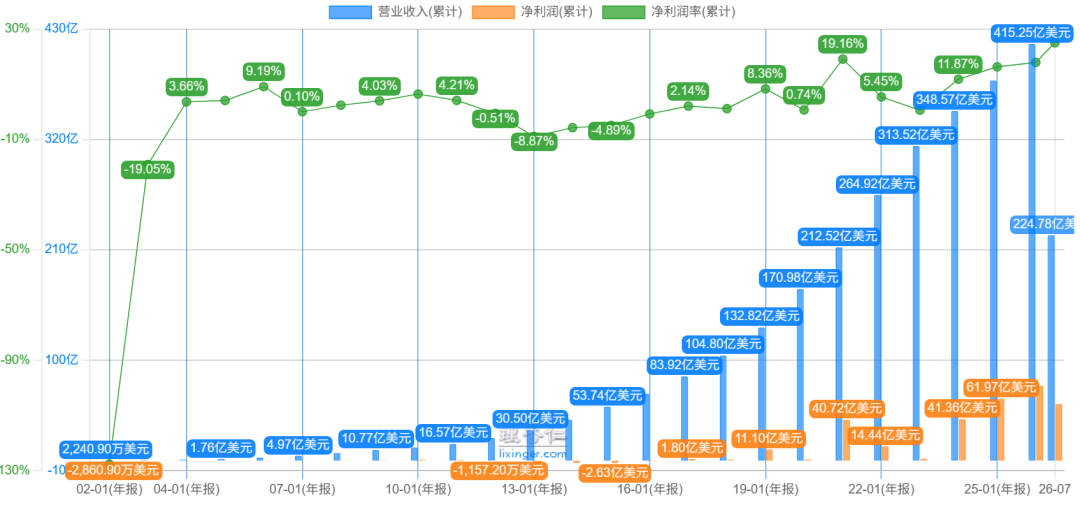 营业收入(累计) 净利润(累计) 净利润率(累计)
30% 430亿 415.25亿美元
19.16%
11.87%
9.19% 8.36%
3.66% 4.03% 4.21% 2.14% 0.74% 5.45%
0.10% 348.57亿美元
-0.51%
-4.89%
-8.87%
-10% 320亿 313.52亿美元
-19.05%
264.92亿美元
224.78亿美
212.52亿美元
-50% 210亿
170.98亿美元
132.82亿美元
104.80亿美元
-90% 100亿 83.92亿美元
61.97亿美元
53.74亿美元
40.72亿美元 41.36亿美元
30.50亿美元
16.57亿美元
10.77亿美元 11.10亿美元 14.44亿美元
2,240.90万美元 1.76亿美元 4.97亿美元 1.80亿美元
理杏仁
lixinger.com
13% -10 -2,860.90万美元 -1,157.20万美元 -2.63亿美元
02-01(年报) 04-01(年报) 07-01(年报) 10-01(年报) 13-01(年报) 16-01(年报) 19-01(年报) 22-01(年报) 25-01(年报) 26-07